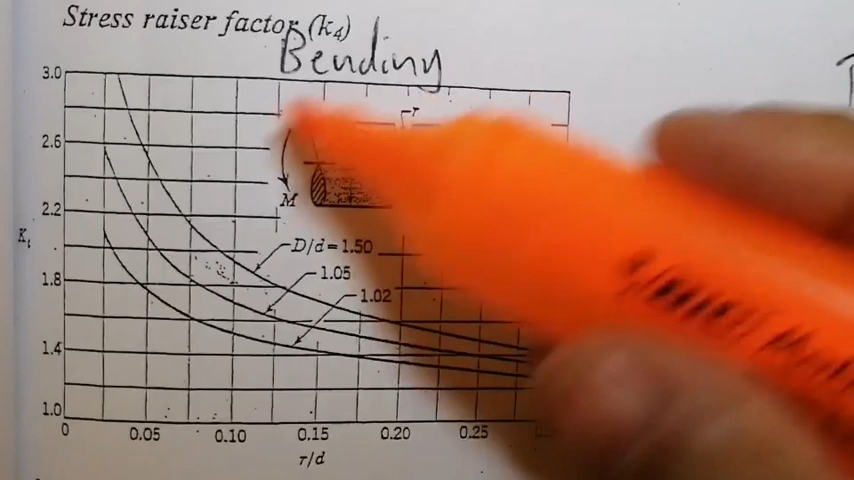 Stress raiser factor (k4)
Bending
3.0
2.6
2.2
1.8
1.4
1.0
Kt
r
M
D/d=1.50
1.05
1.02
0
0.05
0.10
0.15
0.20
0.25
r/d